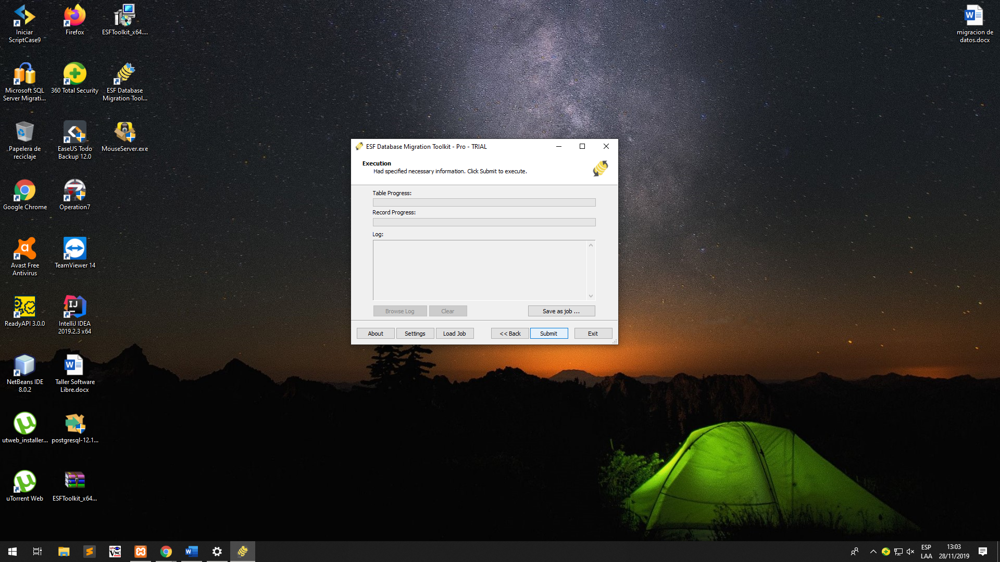 Iniciar
ScriptCase9
Firefox
ESFToolkit_x64....
Microsoft SQL
Server Migrati...
360 Total Security
ESF Database
Migration Tool...
Papelera de
reciclaje
EaseUS Todo
Backup 12.0
MouseServer.exe
Google Chrome
Operation7
Avast Free
Antivirus
TeamViewer 14
ReadyAPI 3.0.0
IntelliJ IDEA
2019.2.3 x64
NetBeans IDE
8.0.2
Taller Software
Libre.docx
utweb_installer...
postgresql-12.1...
uTorrent Web
ESFToolkit_x64...
migracion de
datos.docx
ESF Database Migration Toolkit - Pro - TRIAL
Execution
Had specified necessary information. Click Submit to execute.
Table Progress:
Record Progress:
Log:
Browse Log
Clear
Save as job ...
About
Settings
Load Job
<< Back
Submit
Exit
ESP
LAA
13:03
28/11/2019